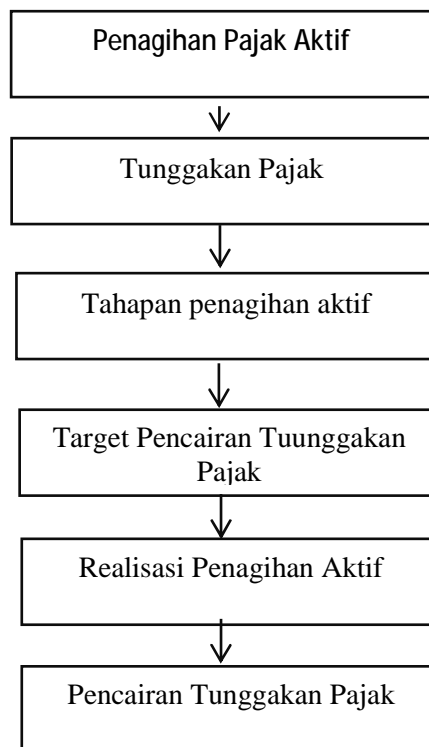 Penagihan Pajak Aktif
Tunggakan Pajak
Tahapan penagihan aktif
Target Pencairan Tuunggakan
Pajak
Realisasi Penagihan Aktif
Pencairan Tunggakan Pajak